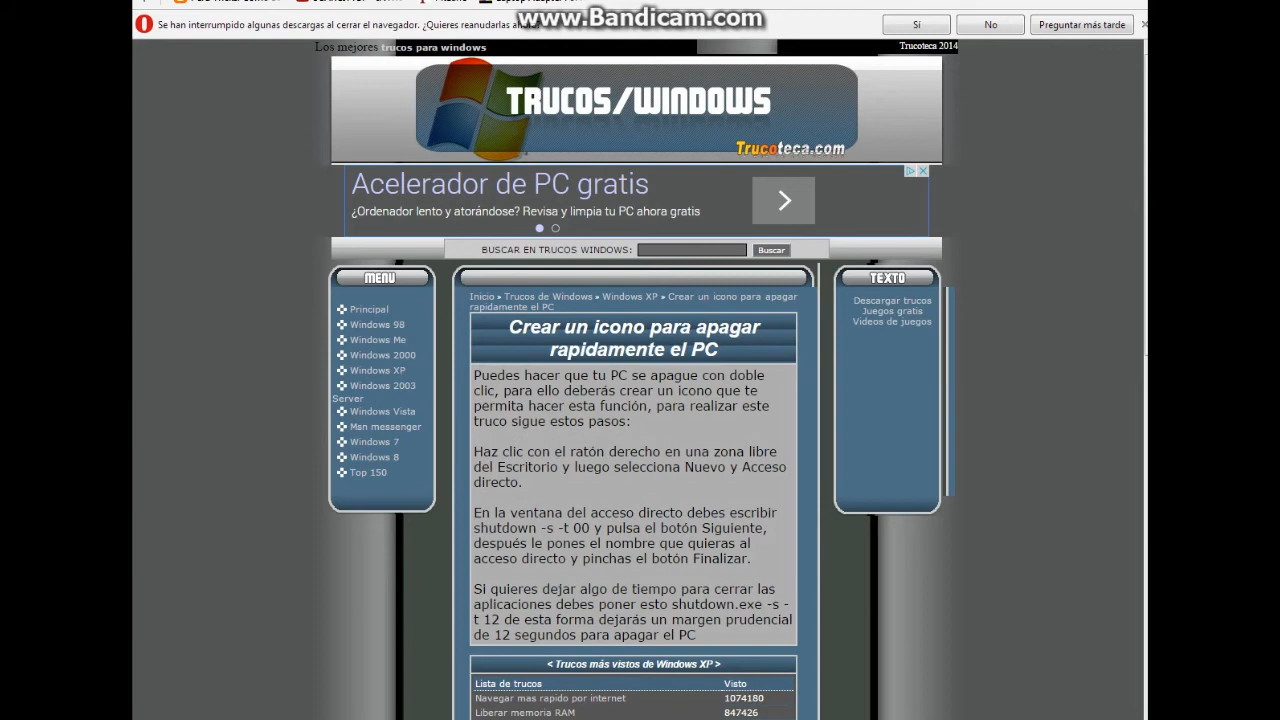 www.Bandicam.com
Se han interrumpido algunas descargas al cerrar el navegador. ¿Quieres reanudarlas
Sí
No
Preguntar más tarde
Los mejores trucos para windows
Trucoteca 2014
TRUCOS/WINDOWS
Trucoteca.com
Acelerador de PC gratis
¿Ordenador lento y atorándose? Revisa y limpia tu PC ahora gratis
BUSCAR EN TRUCOS WINDOWS:
Buscar
MENU
Principal
Windows 98
Windows Me
Windows 2000
Windows XP
Windows 2003
Server
Windows Vista
Msn messenger
Windows 7
Windows 8
Top 150
Inicio » Trucos de Windows » Windows XP » Crear un icono para apagar
rapidamente el PC
Crear un icono para apagar
rapidamente el PC
Puedes hacer que tu PC se apague con doble
clic, para ello deberás crear un icono que te
permita hacer esta función, para realizar este
truco sigue estos pasos:
Haz clic con el ratón derecho en una zona libre
del Escritorio y luego selecciona Nuevo y Acceso
directo.
En la ventana del acceso directo debes escribir
shutdown -s -t 00 y pulsa el botón Siguiente,
después le pones el nombre que quieras al
acceso directo y pinchas el botón Finalizar.
Si quieres dejar algo de tiempo para cerrar las
aplicaciones debes poner esto shutdown.exe -s -
t 12 de esta forma dejarás un margen prudencial
de 12 segundos para apagar el PC
< Trucos más vistos de Windows XP >
Lista de trucos
Visto
Navegar mas rapido por internet
1074180
Liberar memoria RAM
847426
TEXTO
Descargar trucos
Juegos gratis
Videos de juegos